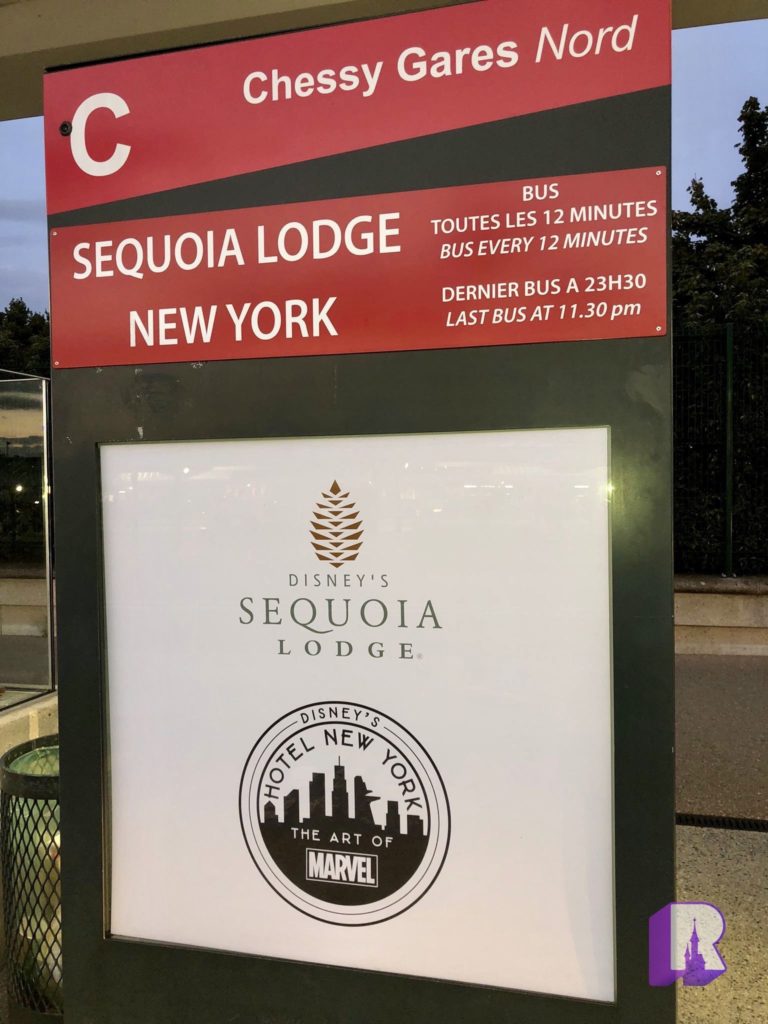 Chessy Gares Nord
C
SEQUOIA LODGE
NEW YORK
BUS
TOUTES LES 12 MINUTES
BUS EVERY 12 MINUTES
DERNIER BUS A 23H30
LAST BUS AT 11.30 pm
DISNEY'S
SEQUOIA
LODGE®
DISNEY'S
HOTEL NEW YORK
THE ART OF
MARVEL
R